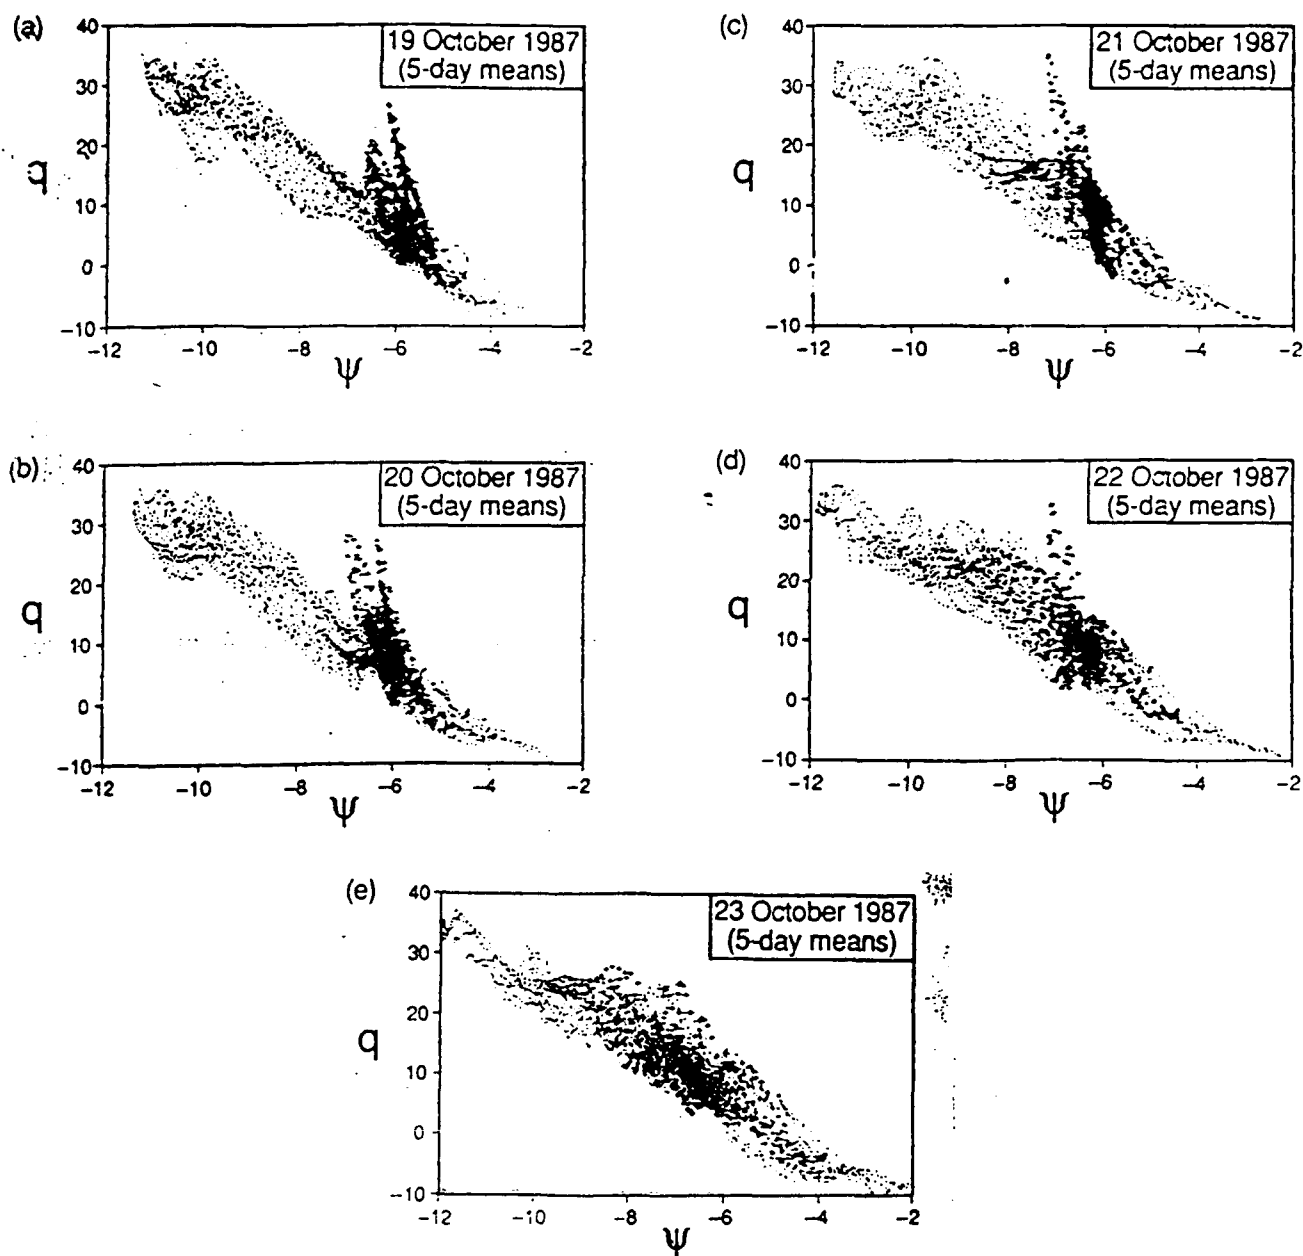 (a)
19 October 1987
(5-day means)
40
30
20
10
0
−10
q
−12 −10 −8 −6 −4 −2
ψ
(c)
21 October 1987
(5-day means)
40
30
20
10
0
−10
q
−12 −10 −8 −6 −4 −2
ψ
(b)
20 October 1987
(5-day means)
40
30
20
10
0
−10
q
−12 −10 −8 −6 −4 −2
ψ
(d)
22 October 1987
(5-day means)
40
30
20
10
0
−10
q
−12 −10 −8 −6 −4 −2
ψ
(e)
23 October 1987
(5-day means)
40
30
20
10
0
−10
q
−12 −10 −8 −6 −4 −2
ψ